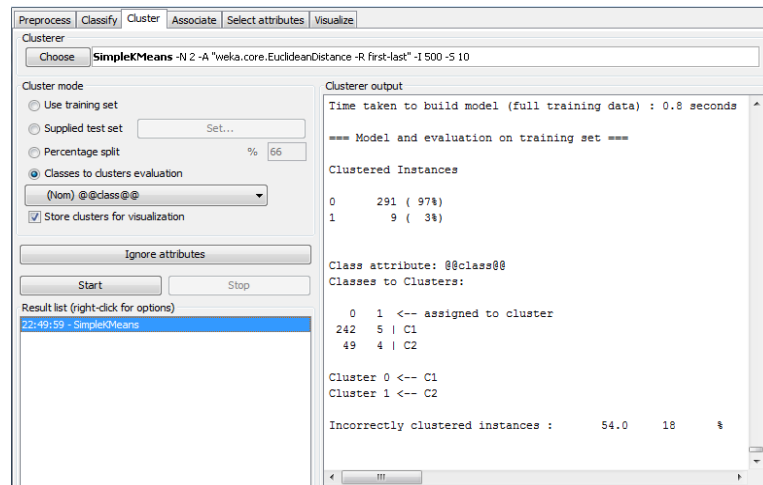 Preprocess Classify Cluster Associate Select attributes Visualize
Clusterer
Choose SimpleKMeans -N 2 -A "weka.core.EuclideanDistance -R first-last" -I 500 -S 10
Cluster mode
Use training set
Supplied test set Set...
Percentage split % 66
Classes to clusters evaluation
(Nom) @@class@@
Store clusters for visualization
Ignore attributes
Start Stop
Result list (right-click for options)
22:49:59 - SimpleKMeans
Clusterer output
Time taken to build model (full training data) : 0.8 seconds
=== Model and evaluation on training set ===
Clustered Instances
0 291 ( 97%)
1 9 ( 3%)
Class attribute: @@class@@
Classes to Clusters:
0 1 <-- assigned to cluster
242 5 | C1
49 4 | C2
Cluster 0 <-- C1
Cluster 1 <-- C2
Incorrectly clustered instances : 54.0 18 %